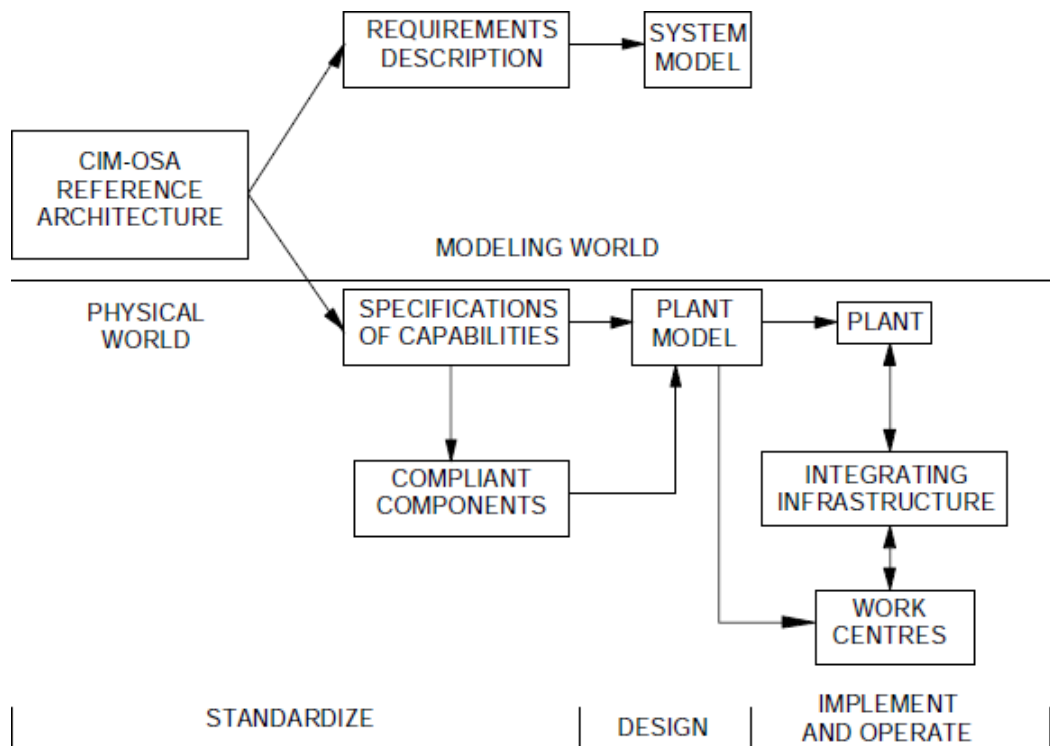 REQUIREMENTS
DESCRIPTION
SYSTEM
MODEL
CIM-OSA
REFERENCE
ARCHITECTURE
MODELING WORLD
PHYSICAL
WORLD
SPECIFICATIONS
OF CAPABILITIES
PLANT
MODEL
PLANT
COMPLIANT
COMPONENTS
INTEGRATING
INFRASTRUCTURE
WORK
CENTRES
STANDARDIZE
DESIGN
IMPLEMENT
AND OPERATE